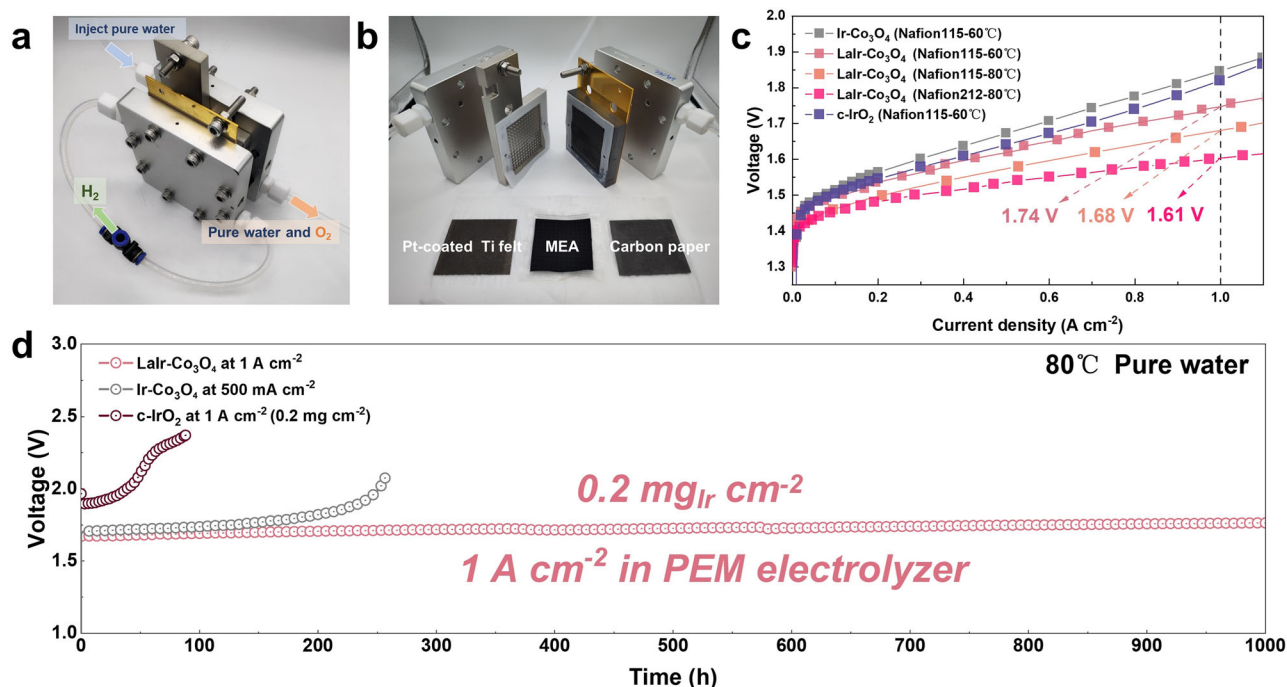 a
Inject pure water
H₂
Pure water and O₂
b
Pt-coated Ti felt
MEA
Carbon paper
c
Ir-Co₃O₄ (Nafion115-60℃)
LaIr-Co₃O₄ (Nafion115-60℃)
LaIr-Co₃O₄ (Nafion115-80℃)
LaIr-Co₃O₄ (Nafion212-80℃)
c-IrO₂ (Nafion115-60℃)
2.0
1.9
1.8
1.7
1.6
1.5
1.4
1.3
Voltage (V)
1.74 V
1.68 V
1.61 V
0.0
0.2
0.4
0.6
0.8
1.0
Current density (A cm⁻²)
d
LaIr-Co₃O₄ at 1 A cm⁻²
Ir-Co₃O₄ at 500 mA cm⁻²
c-IrO₂ at 1 A cm⁻² (0.2 mg cm⁻²)
80℃ Pure water
3.0
2.5
2.0
1.5
1.0
Voltage (V)
0.2 mg_Ir cm⁻²
1 A cm⁻² in PEM electrolyzer
0
100
200
300
400
500
600
700
800
900
1000
Time (h)